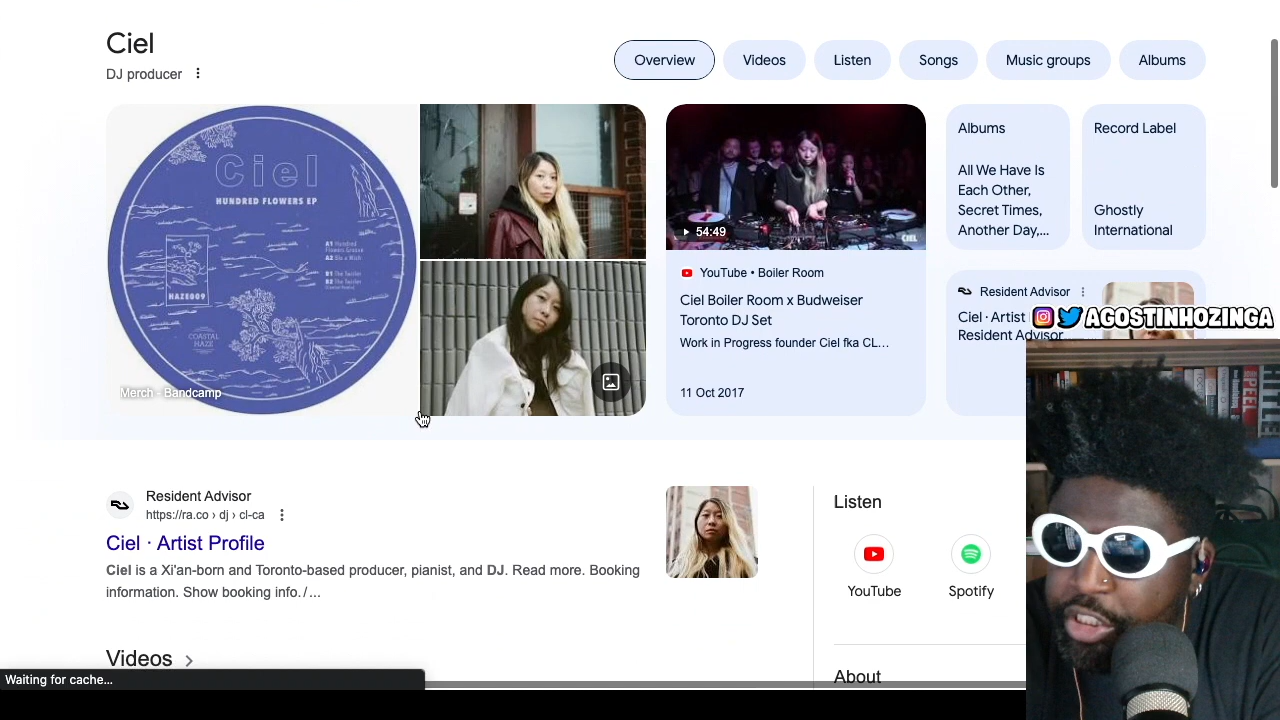 Ciel
DJ producer
Overview
Videos
Listen
Songs
Music groups
Albums
Ciel
HUNDRED FLOWERS EP
HAZE009
COASTAL
HAZE
Merch - Bandcamp
54:49
CIEL
YouTube • Boiler Room
Ciel Boiler Room x Budweiser
Toronto DJ Set
Work in Progress founder Ciel fka CL...
11 Oct 2017
Albums
All We Have Is
Each Other,
Secret Times,
Another Day,...
Record Label
Ghostly
International
Resident Advisor
Ciel · Artist
Resident Advisor...
AGOSTINHOZINGA
Resident Advisor
https://ra.co › dj › cl-ca
Ciel · Artist Profile
Ciel is a Xi'an-born and Toronto-based producer, pianist, and DJ. Read more. Booking
information. Show booking info. / ...
Videos
Listen
YouTube
Spotify
About
Waiting for cache...
PEEL